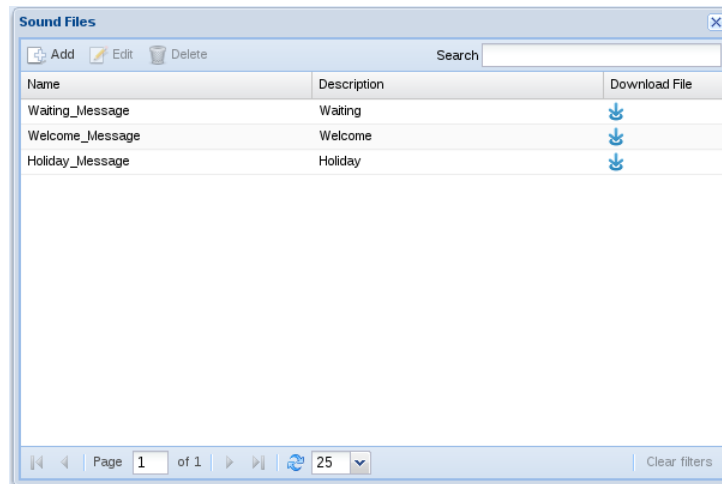 Sound Files
Add Edit Delete Search
Name Description Download File
Waiting_Message Waiting
Welcome_Message Welcome
Holiday_Message Holiday
Page 1 of 1 25 Clear filters